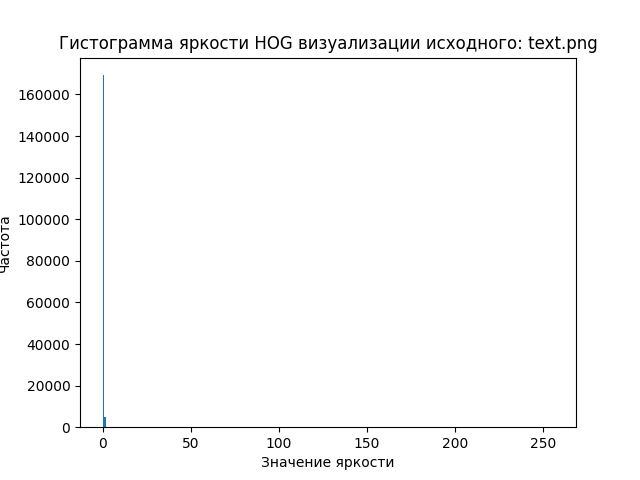 Гистограмма яркости HOG визуализации исходного: text.png
160000
140000
120000
100000
80000
60000
40000
20000
0
Частота
0 50 100 150 200 250
Значение яркости